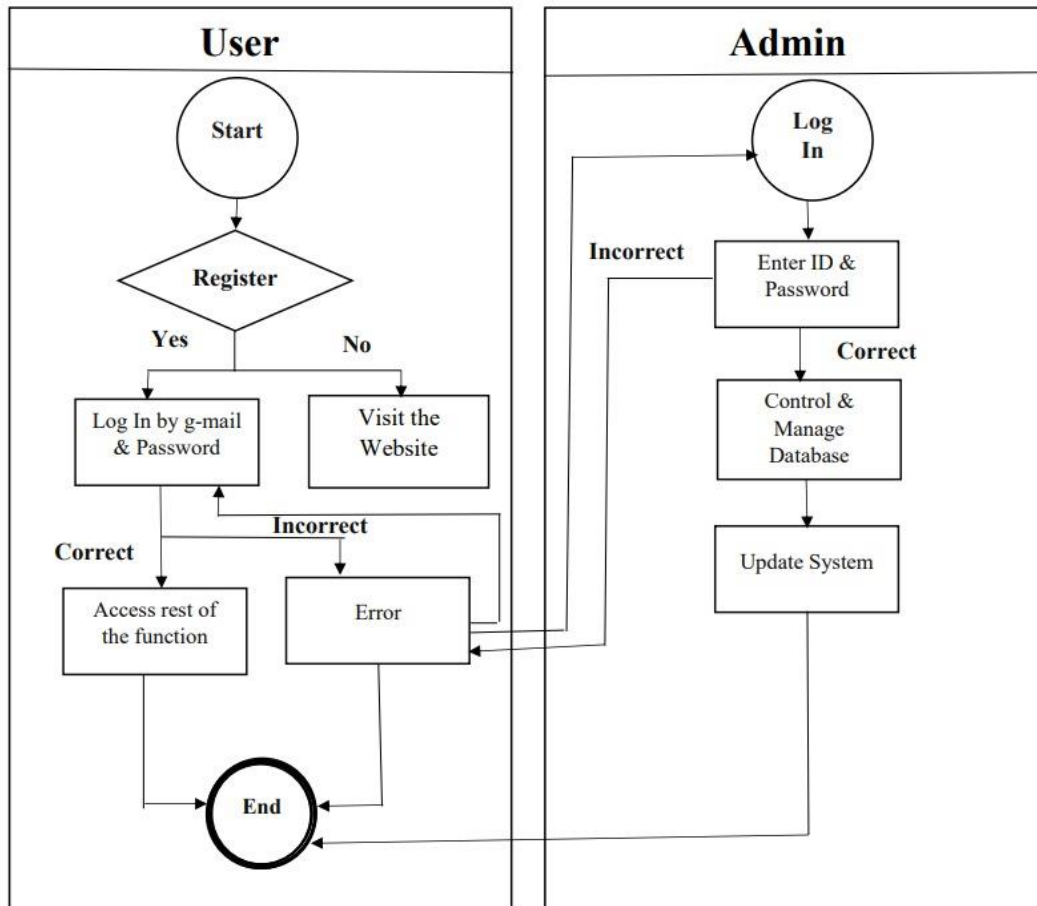 User
Start
Register
Yes
No
Log In by g-mail
& Password
Visit the
Website
Incorrect
Correct
Access rest of
the function
Error
End
Admin
Log
In
Incorrect
Enter ID &
Password
Correct
Control &
Manage
Database
Update System